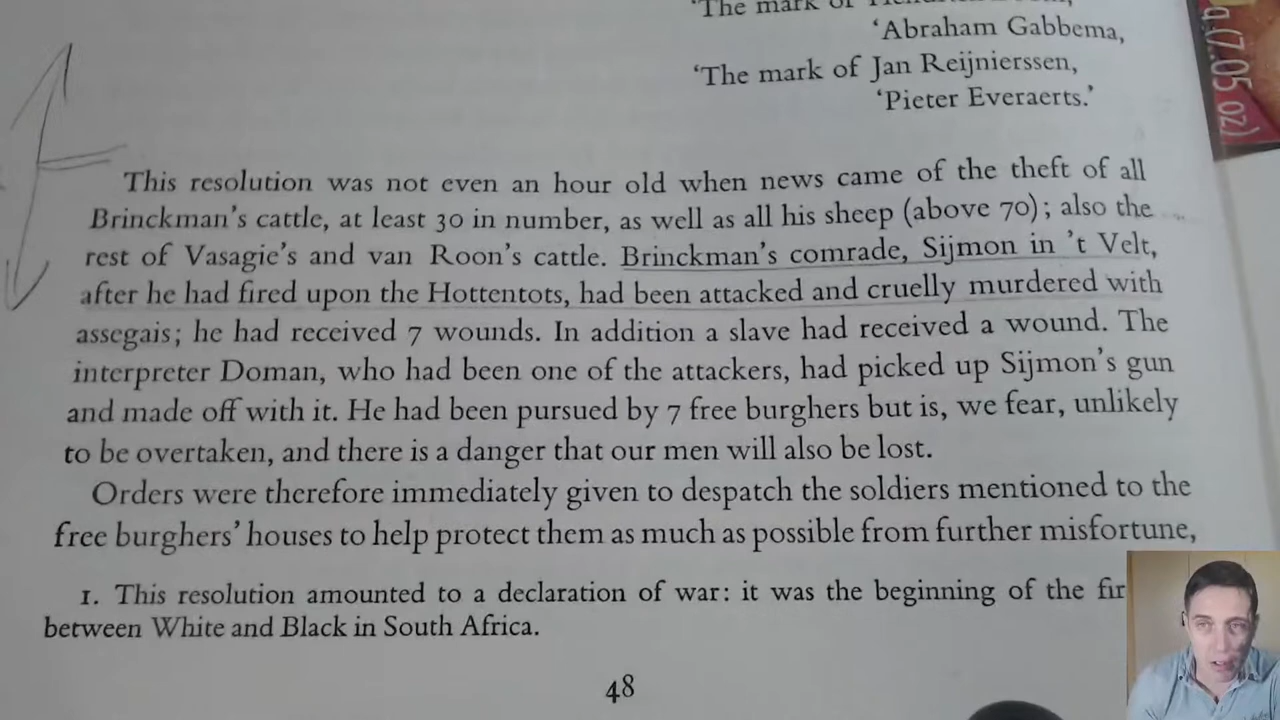 'The mark of
'Abraham Gabbema,
'The mark of Jan Reijnierssen,
'Pieter Everaerts.'
g (7.05 oz)
This resolution was not even an hour old when news came of the theft of all
Brinckman's cattle, at least 30 in number, as well as all his sheep (above 70); also the
rest of Vasagie's and van Roon's cattle. Brinckman's comrade, Sijmon in 't Velt,
after he had fired upon the Hottentots, had been attacked and cruelly murdered with
assegais; he had received 7 wounds. In addition a slave had received a wound. The
interpreter Doman, who had been one of the attackers, had picked up Sijmon's gun
and made off with it. He had been pursued by 7 free burghers but is, we fear, unlikely
to be overtaken, and there is a danger that our men will also be lost.
Orders were therefore immediately given to despatch the soldiers mentioned to the
free burghers' houses to help protect them as much as possible from further misfortune,
1. This resolution amounted to a declaration of war: it was the beginning of the
between White and Black in South Africa.
48